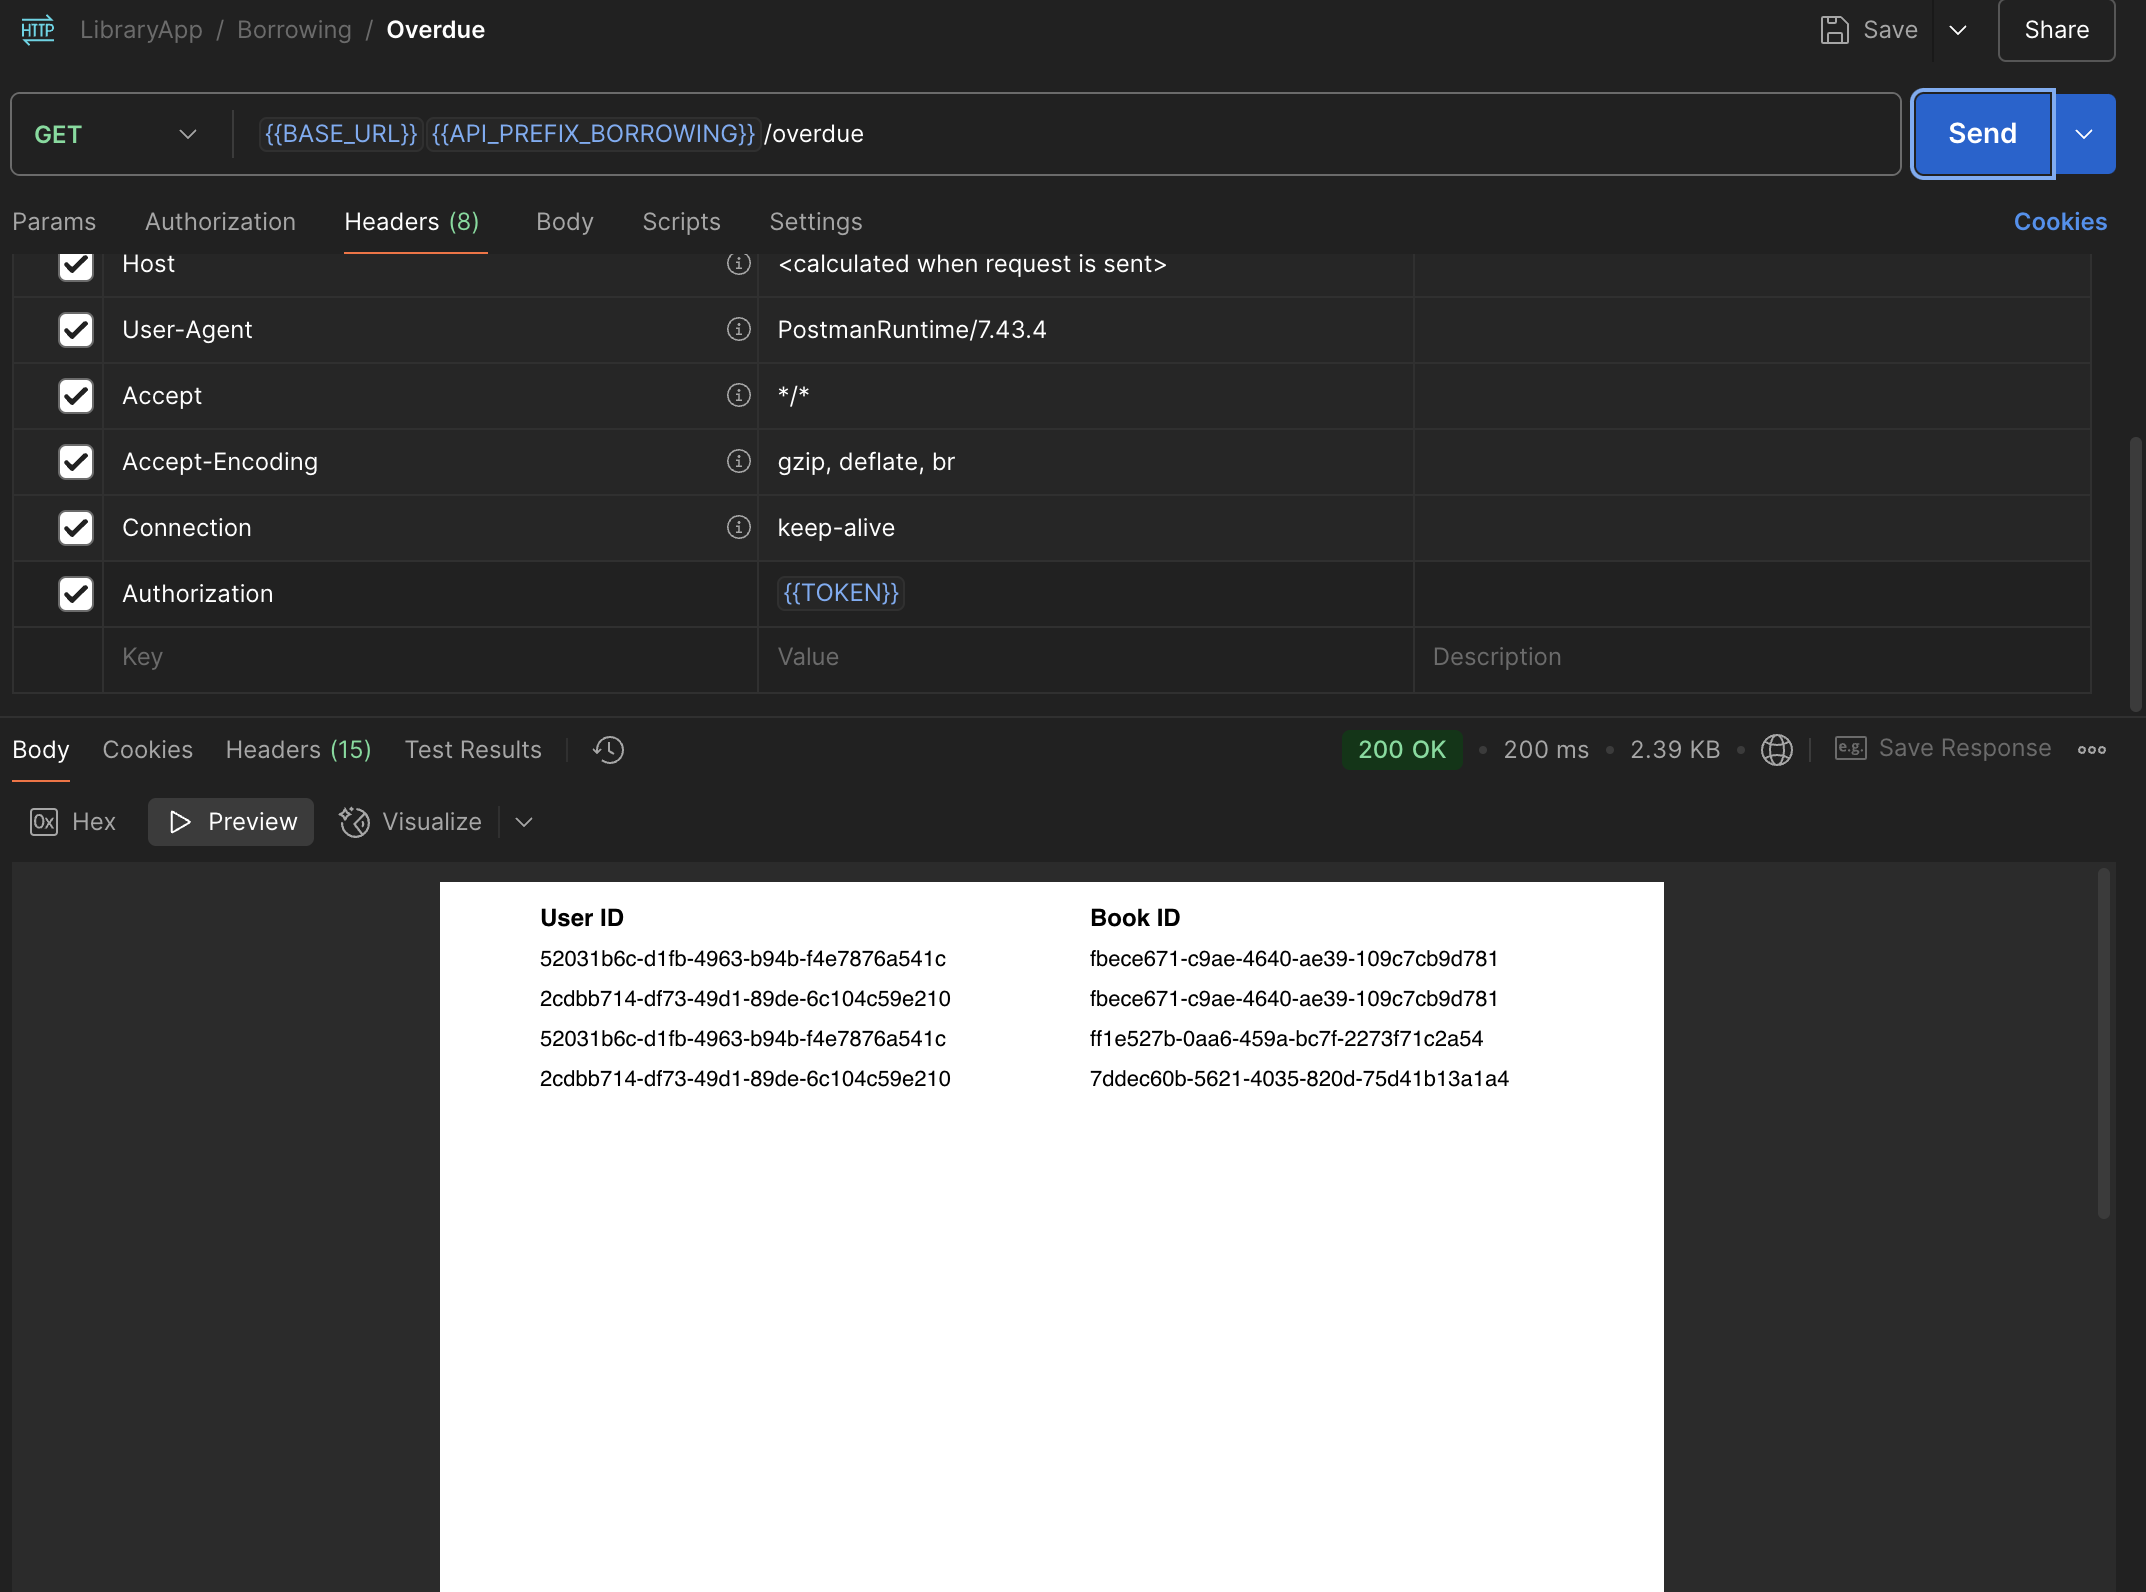 HTTP LibraryApp / Borrowing / Overdue Save Share
GET {{BASE_URL}} {{API_PREFIX_BORROWING}} /overdue Send
Params Authorization Headers (8) Body Scripts Settings Cookies
Host <calculated when request is sent>
User-Agent PostmanRuntime/7.43.4
Accept */*
Accept-Encoding gzip, deflate, br
Connection keep-alive
Authorization {{TOKEN}}
Key Value Description
Body Cookies Headers (15) Test Results 200 OK • 200 ms • 2.39 KB • e.g. Save Response
0x Hex Preview Visualize
User ID Book ID
52031b6c-d1fb-4963-b94b-f4e7876a541c fbece671-c9ae-4640-ae39-109c7cb9d781
2cdbb714-df73-49d1-89de-6c104c59e210 fbece671-c9ae-4640-ae39-109c7cb9d781
52031b6c-d1fb-4963-b94b-f4e7876a541c ff1e527b-0aa6-459a-bc7f-2273f71c2a54
2cdbb714-df73-49d1-89de-6c104c59e210 7ddec60b-5621-4035-820d-75d41b13a1a4